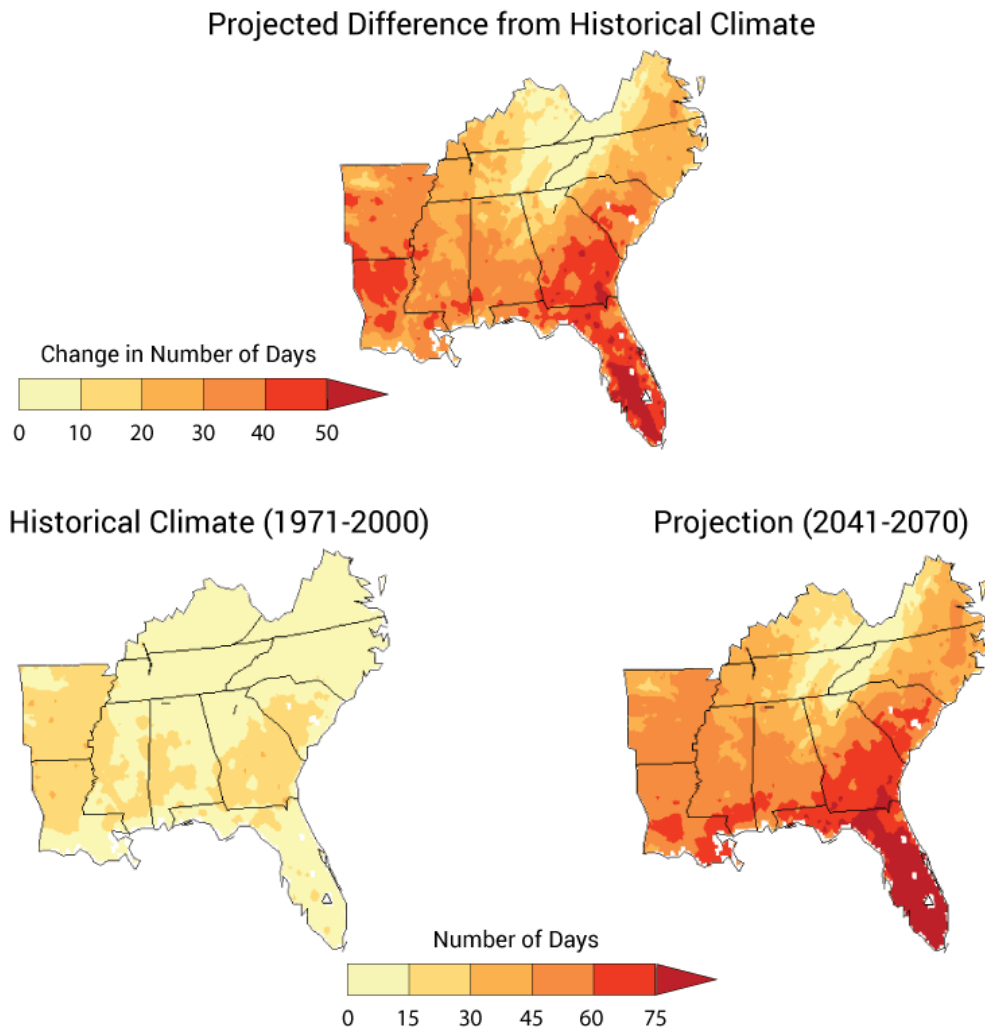 Projected Difference from Historical Climate
Change in Number of Days
0 10 20 30 40 50
Historical Climate (1971-2000)
Projection (2041-2070)
Number of Days
0 15 30 45 60 75